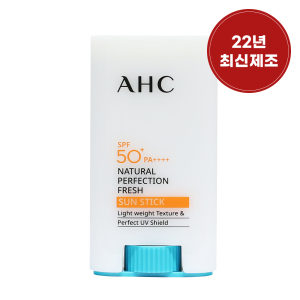 22년
최신제조
AHC
SPF
50+ PA++++
NATURAL
PERFECTION
FRESH
SUN STICK
Light weight Texture &
Perfect UV Shield